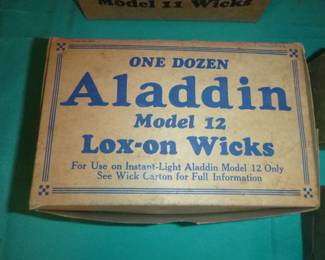 Model 11 Wicks
ONE DOZEN
Aladdin
Model 12
Lox-on Wicks
For Use on Instant-Light Aladdin Model 12 Only
See Wick Carton for Full Information